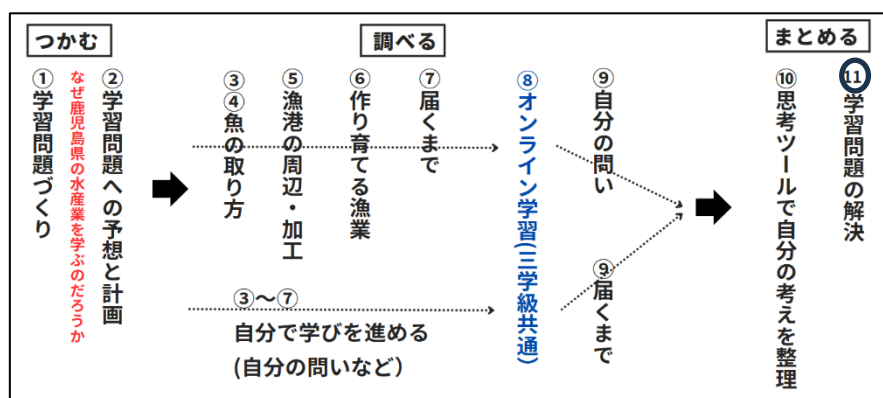 つかむ
調べる
まとめる
①学習問題づくり
なぜ鹿児島県の水産業を学ぶのだろうか
②学習問題への予想と計画
③④魚の取り方
⑤漁港の周辺・加工
⑥作り育てる漁業
⑦届くまで
③～⑦
自分で学びを進める
(自分の問いなど）
⑧オンライン学習(三学級共通)
⑨自分の問い
⑨届くまで
⑩思考ツールで自分の考えを整理
⑪学習問題の解決